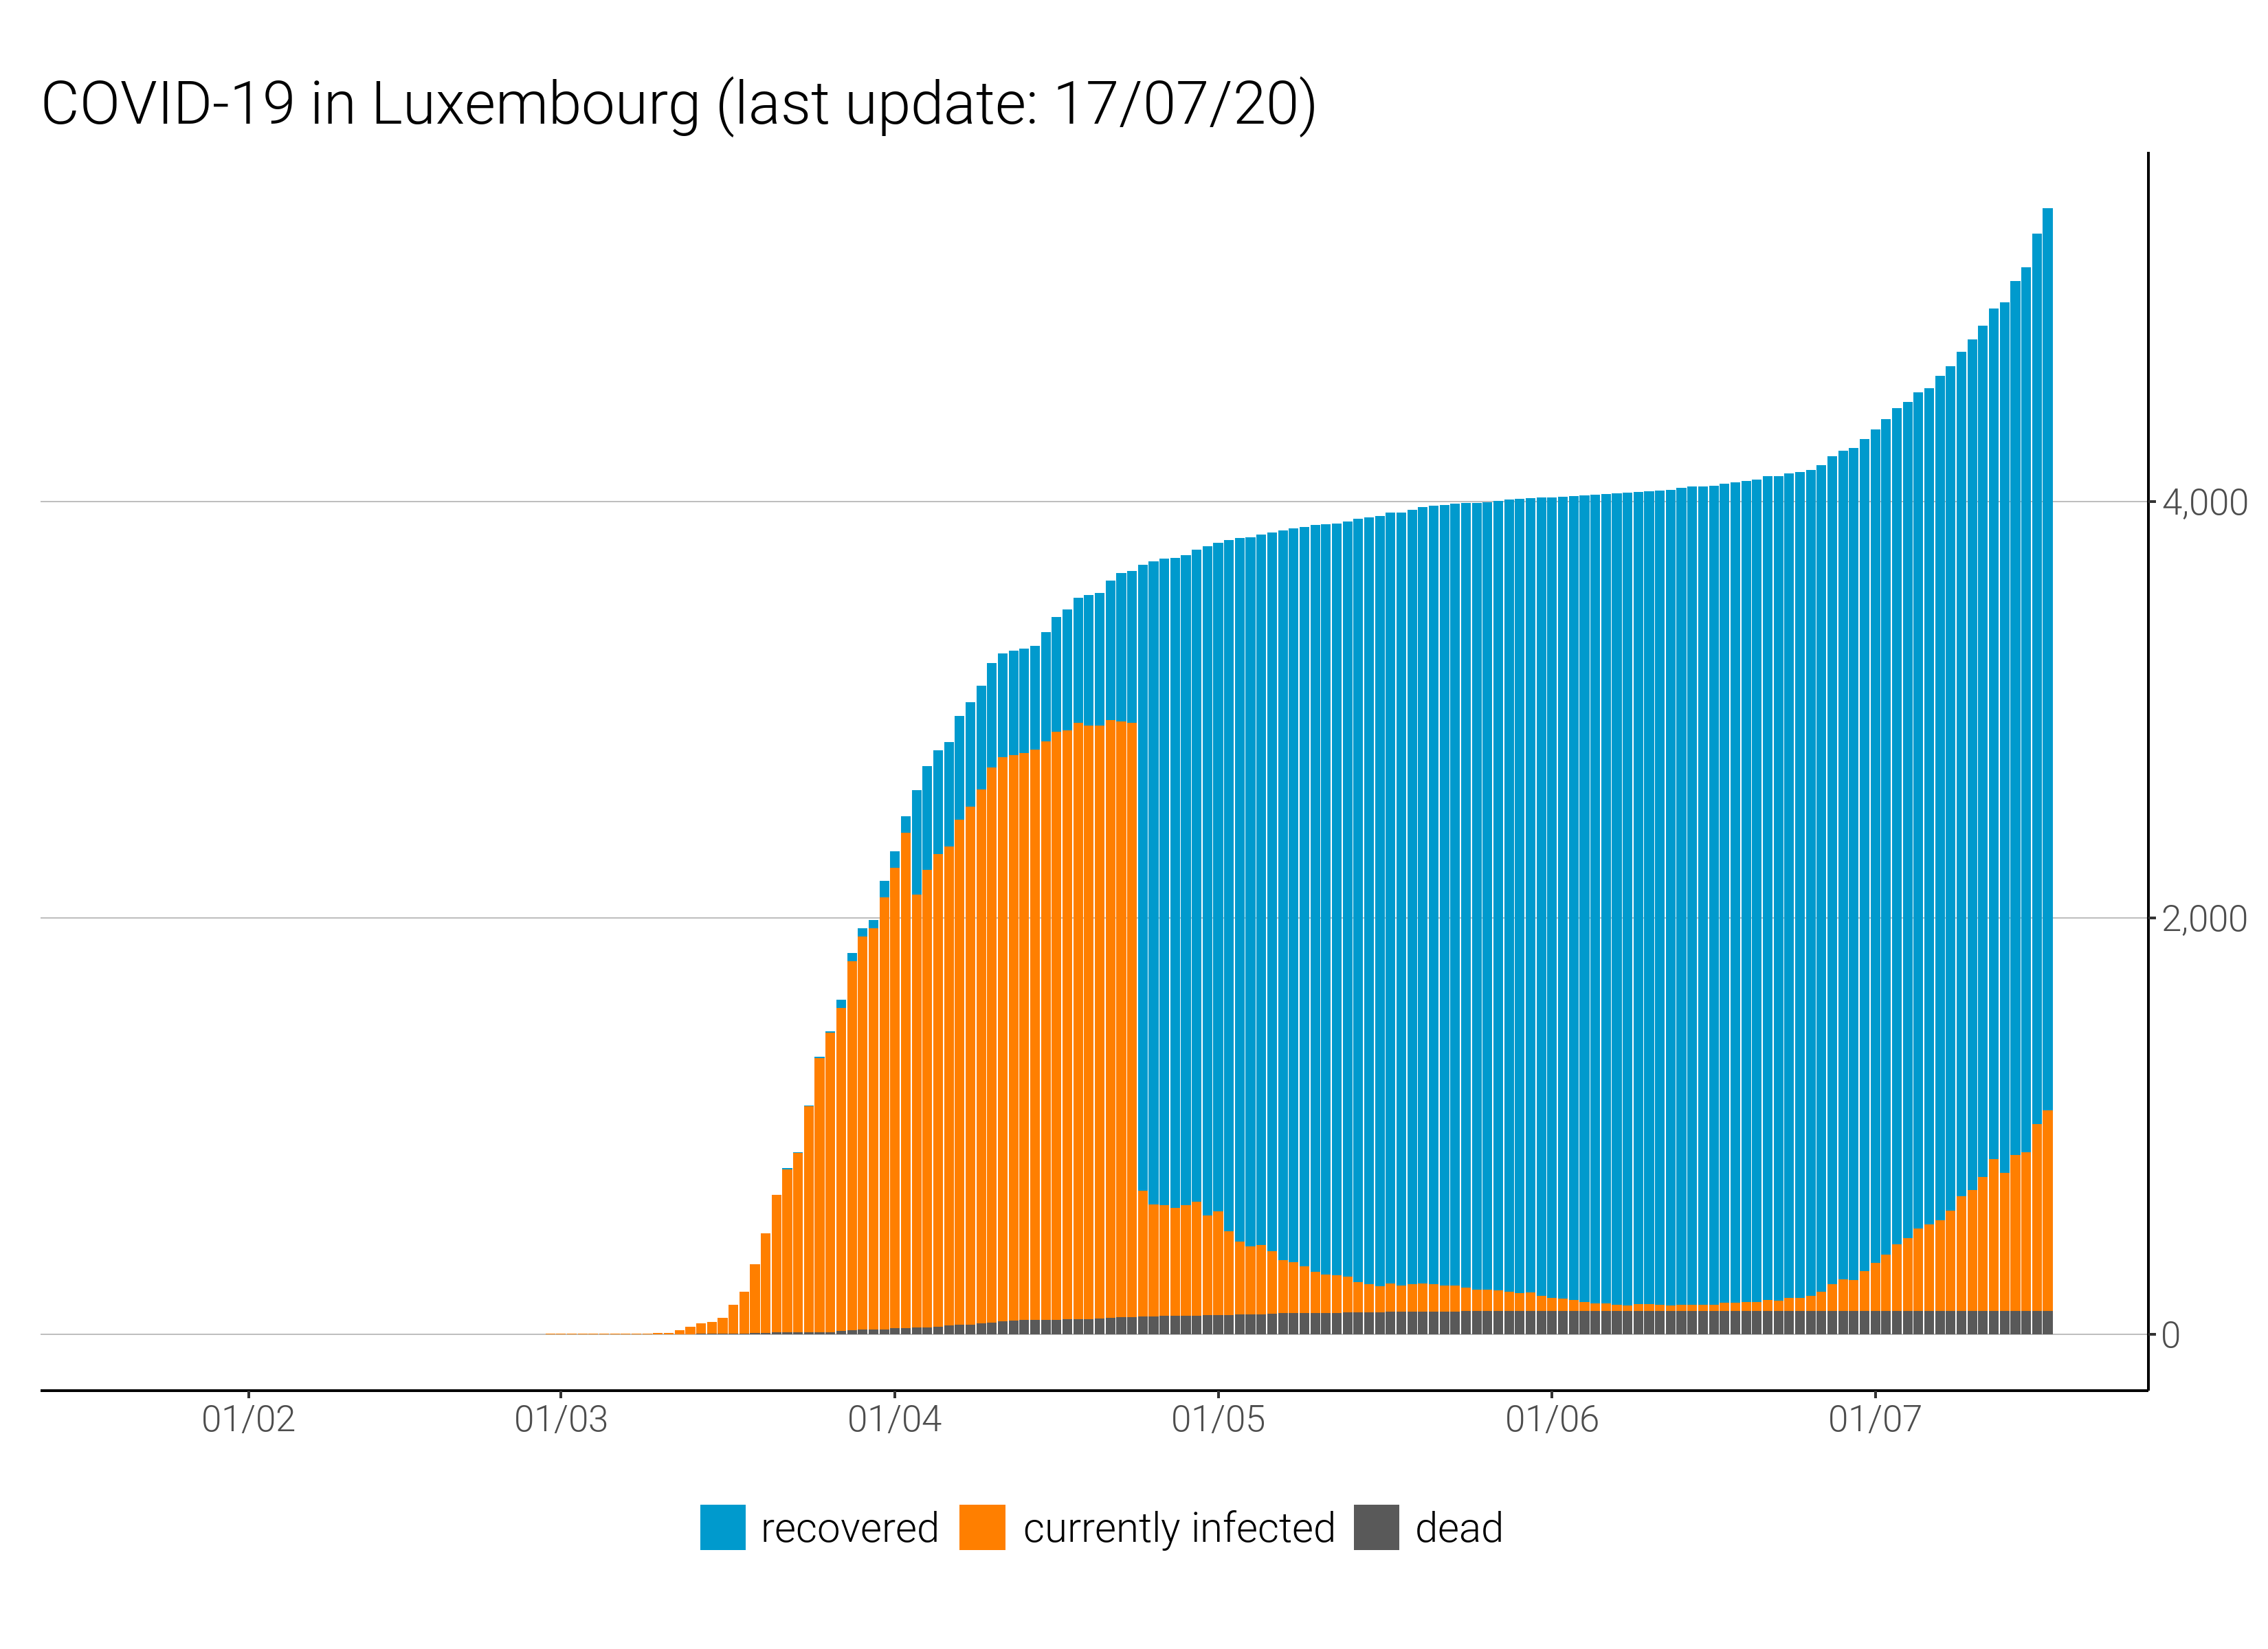 COVID-19 in Luxembourg (last update: 17/07/20)
4,000
2,000
0
01/02 01/03 01/04 01/05 01/06 01/07
recovered currently infected dead